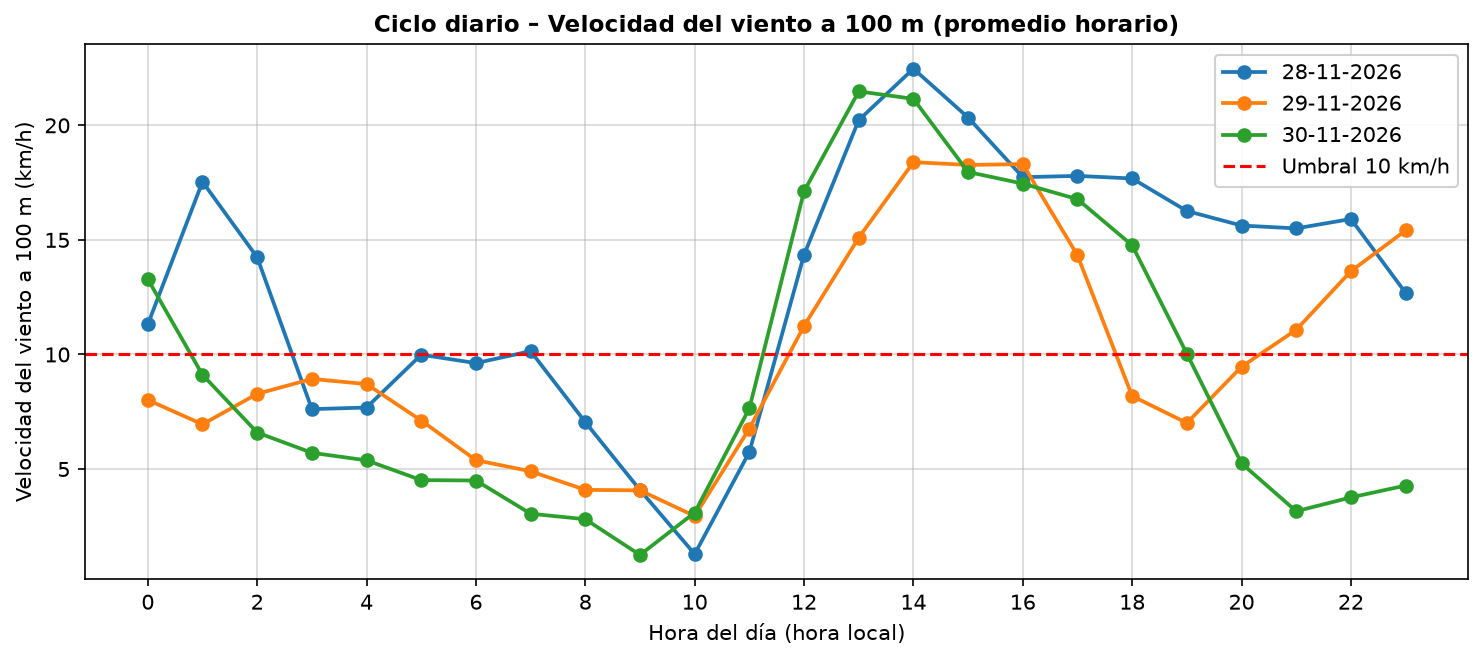 Ciclo diario – Velocidad del viento a 100 m (promedio horario)
Velocidad del viento a 100 m (km/h)
20
15
10
5
28-11-2026
29-11-2026
30-11-2026
Umbral 10 km/h
0 2 4 6 8 10 12 14 16 18 20 22
Hora del día (hora local)